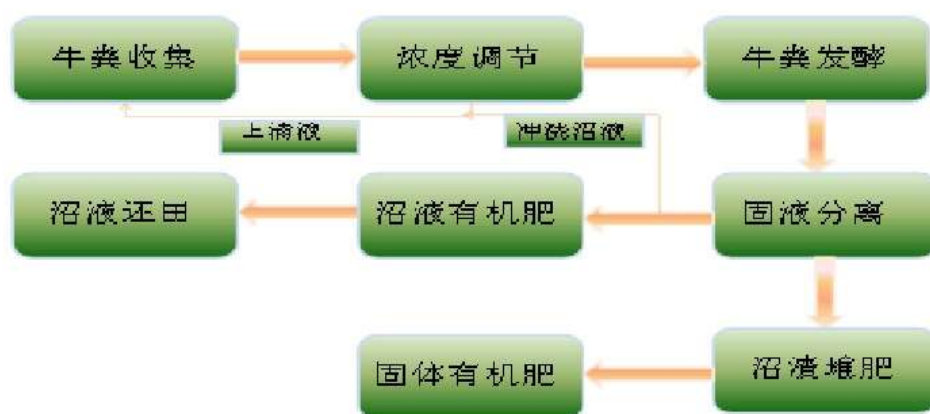 牛粪收集
浓度调节
牛粪发酵
上清液
冲洗沼液
沼液还田
沼液有机肥
固液分离
固体有机肥
沼渣堆肥